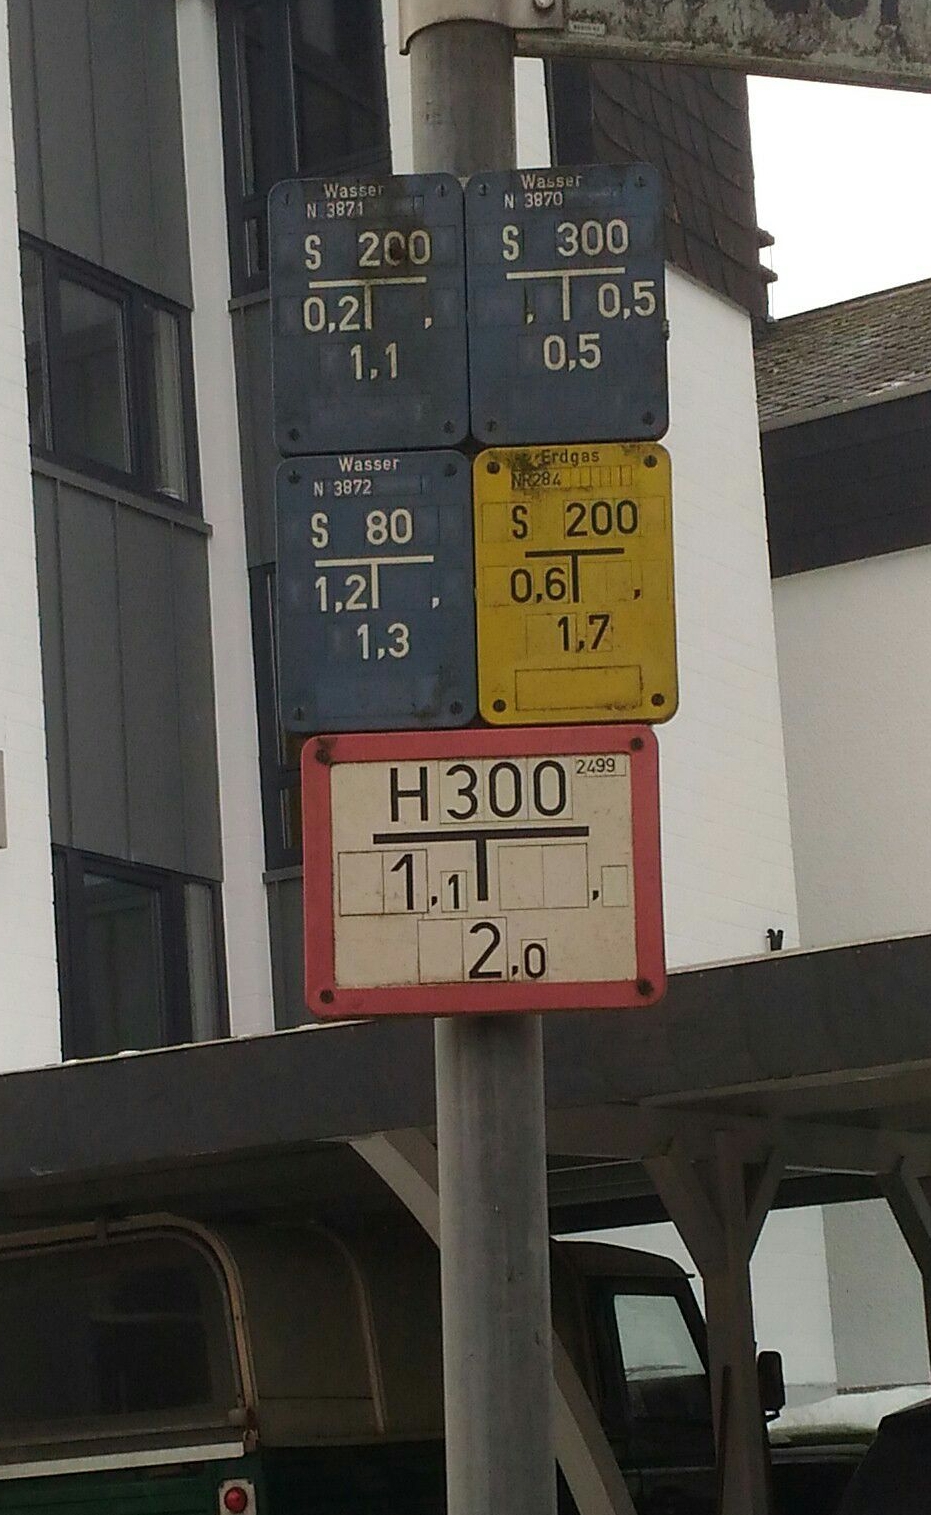 Wasser
N 3871
S 200
0,2 ,
1,1
Wasser
N 3870
S 300
, 0,5
0,5
Wasser
N 3872
S 80
1,2 ,
1,3
Erdgas
NR284
S 200
0,6 ,
1,7
H300 2499
1,1 ,
2,0